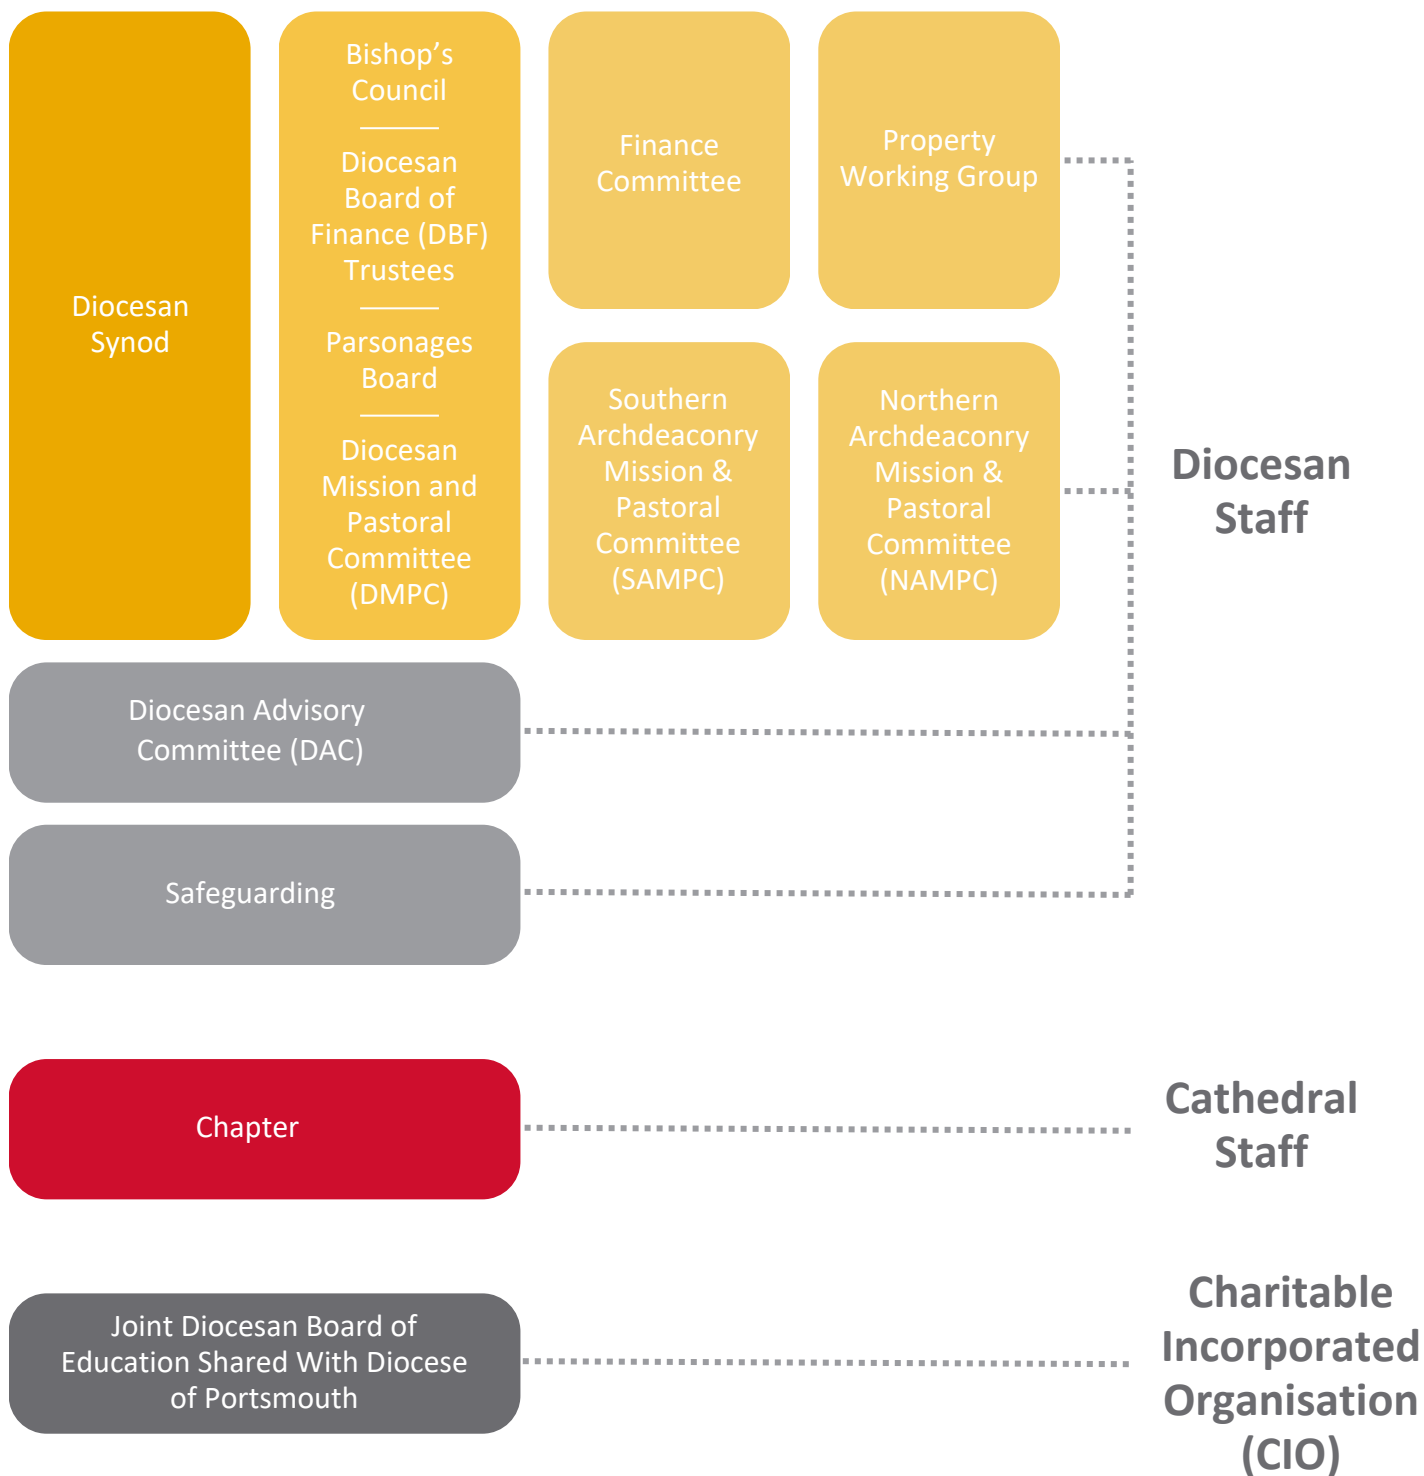 Diocesan
Synod
Bishop’s
Council
Diocesan
Board of
Finance (DBF)
Trustees
Parsonages
Board
Diocesan
Mission and
Pastoral
Committee
(DMPC)
Finance
Committee
Property
Working Group
Southern
Archdeaconry
Mission &
Pastoral
Committee
(SAMPC)
Northern
Archdeaconry
Mission &
Pastoral
Committee
(NAMPC)
Diocesan
Staff
Diocesan Advisory
Committee (DAC)
Safeguarding
Chapter
Cathedral
Staff
Joint Diocesan Board of
Education Shared With Diocese
of Portsmouth
Charitable
Incorporated
Organisation
(CIO)